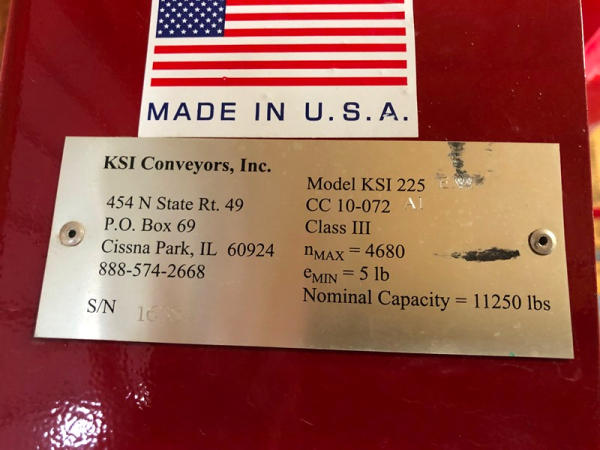 MADE IN U.S.A.
KSI Conveyors, Inc.
454 N State Rt. 49
P.O. Box 69
Cissna Park, IL 60924
888-574-2668
S/N
Model KSI 225
CC 10-072 A1
Class III
nMAX = 4680
eMIN = 5 lb
Nominal Capacity = 11250 lbs